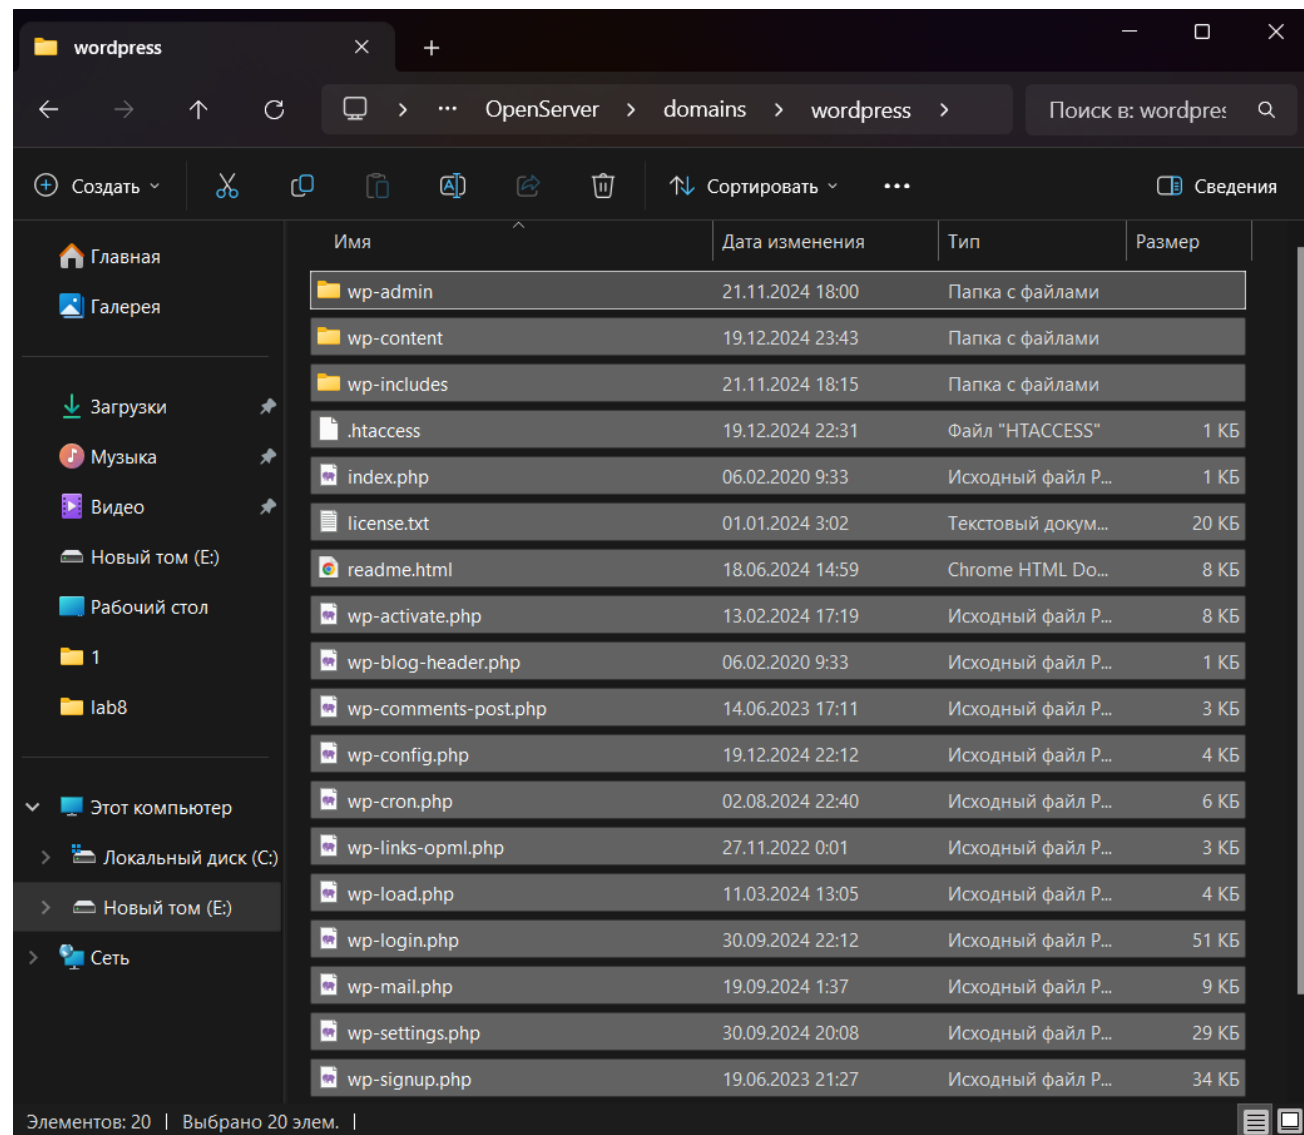 wordpress
OpenServer > domains > wordpress >
Поиск в: wordpres
Создать
Сортировать
Сведения
Имя Дата изменения Тип Размер
Главная
Галерея
Загрузки
Музыка
Видео
Новый том (E:)
Рабочий стол
1
lab8
Этот компьютер
Локальный диск (C:)
Новый том (E:)
Сеть
wp-admin 21.11.2024 18:00 Папка с файлами
wp-content 19.12.2024 23:43 Папка с файлами
wp-includes 21.11.2024 18:15 Папка с файлами
.htaccess 19.12.2024 22:31 Файл "HTACCESS" 1 КБ
index.php 06.02.2020 9:33 Исходный файл P... 1 КБ
license.txt 01.01.2024 3:02 Текстовый докум... 20 КБ
readme.html 18.06.2024 14:59 Chrome HTML Do... 8 КБ
wp-activate.php 13.02.2024 17:19 Исходный файл P... 8 КБ
wp-blog-header.php 06.02.2020 9:33 Исходный файл P... 1 КБ
wp-comments-post.php 14.06.2023 17:11 Исходный файл P... 3 КБ
wp-config.php 19.12.2024 22:12 Исходный файл P... 4 КБ
wp-cron.php 02.08.2024 22:40 Исходный файл P... 6 КБ
wp-links-opml.php 27.11.2022 0:01 Исходный файл P... 3 КБ
wp-load.php 11.03.2024 13:05 Исходный файл P... 4 КБ
wp-login.php 30.09.2024 22:12 Исходный файл P... 51 КБ
wp-mail.php 19.09.2024 1:37 Исходный файл P... 9 КБ
wp-settings.php 30.09.2024 20:08 Исходный файл P... 29 КБ
wp-signup.php 19.06.2023 21:27 Исходный файл P... 34 КБ
Элементов: 20 | Выбрано 20 элем. |